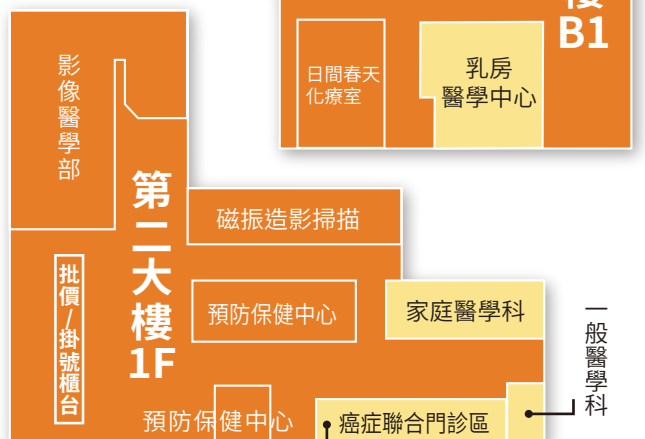 樓
B1
日間春天
化療室
乳房
醫學中心
影像醫學部
第二大樓
1F
磁振造影掃描
批價/掛號櫃台
預防保健中心
家庭醫學科
一般醫學科
預防保健中心
癌症聯合門診區